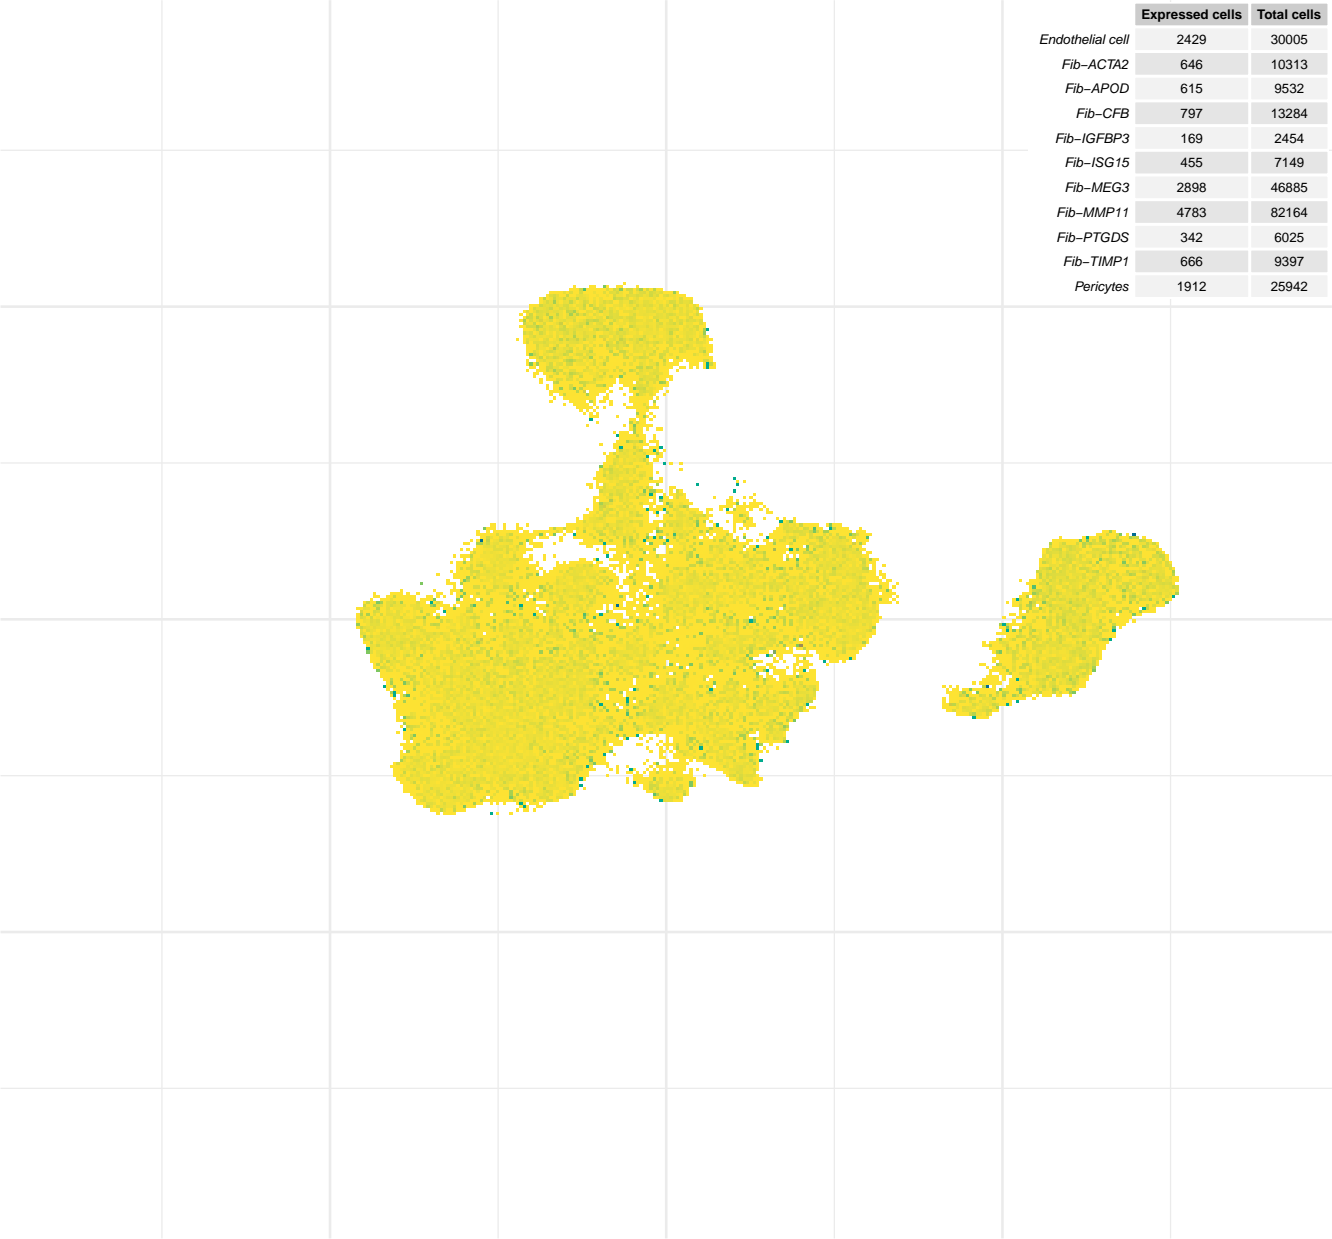 Expressed cells Total cells
Endothelial cell 2429 30005
Fib−ACTA2 646 10313
Fib−APOD 615 9532
Fib−CFB 797 13284
Fib−IGFBP3 169 2454
Fib−ISG15 455 7149
Fib−MEG3 2898 46885
Fib−MMP11 4783 82164
Fib−PTGDS 342 6025
Fib−TIMP1 666 9397
Pericytes 1912 25942